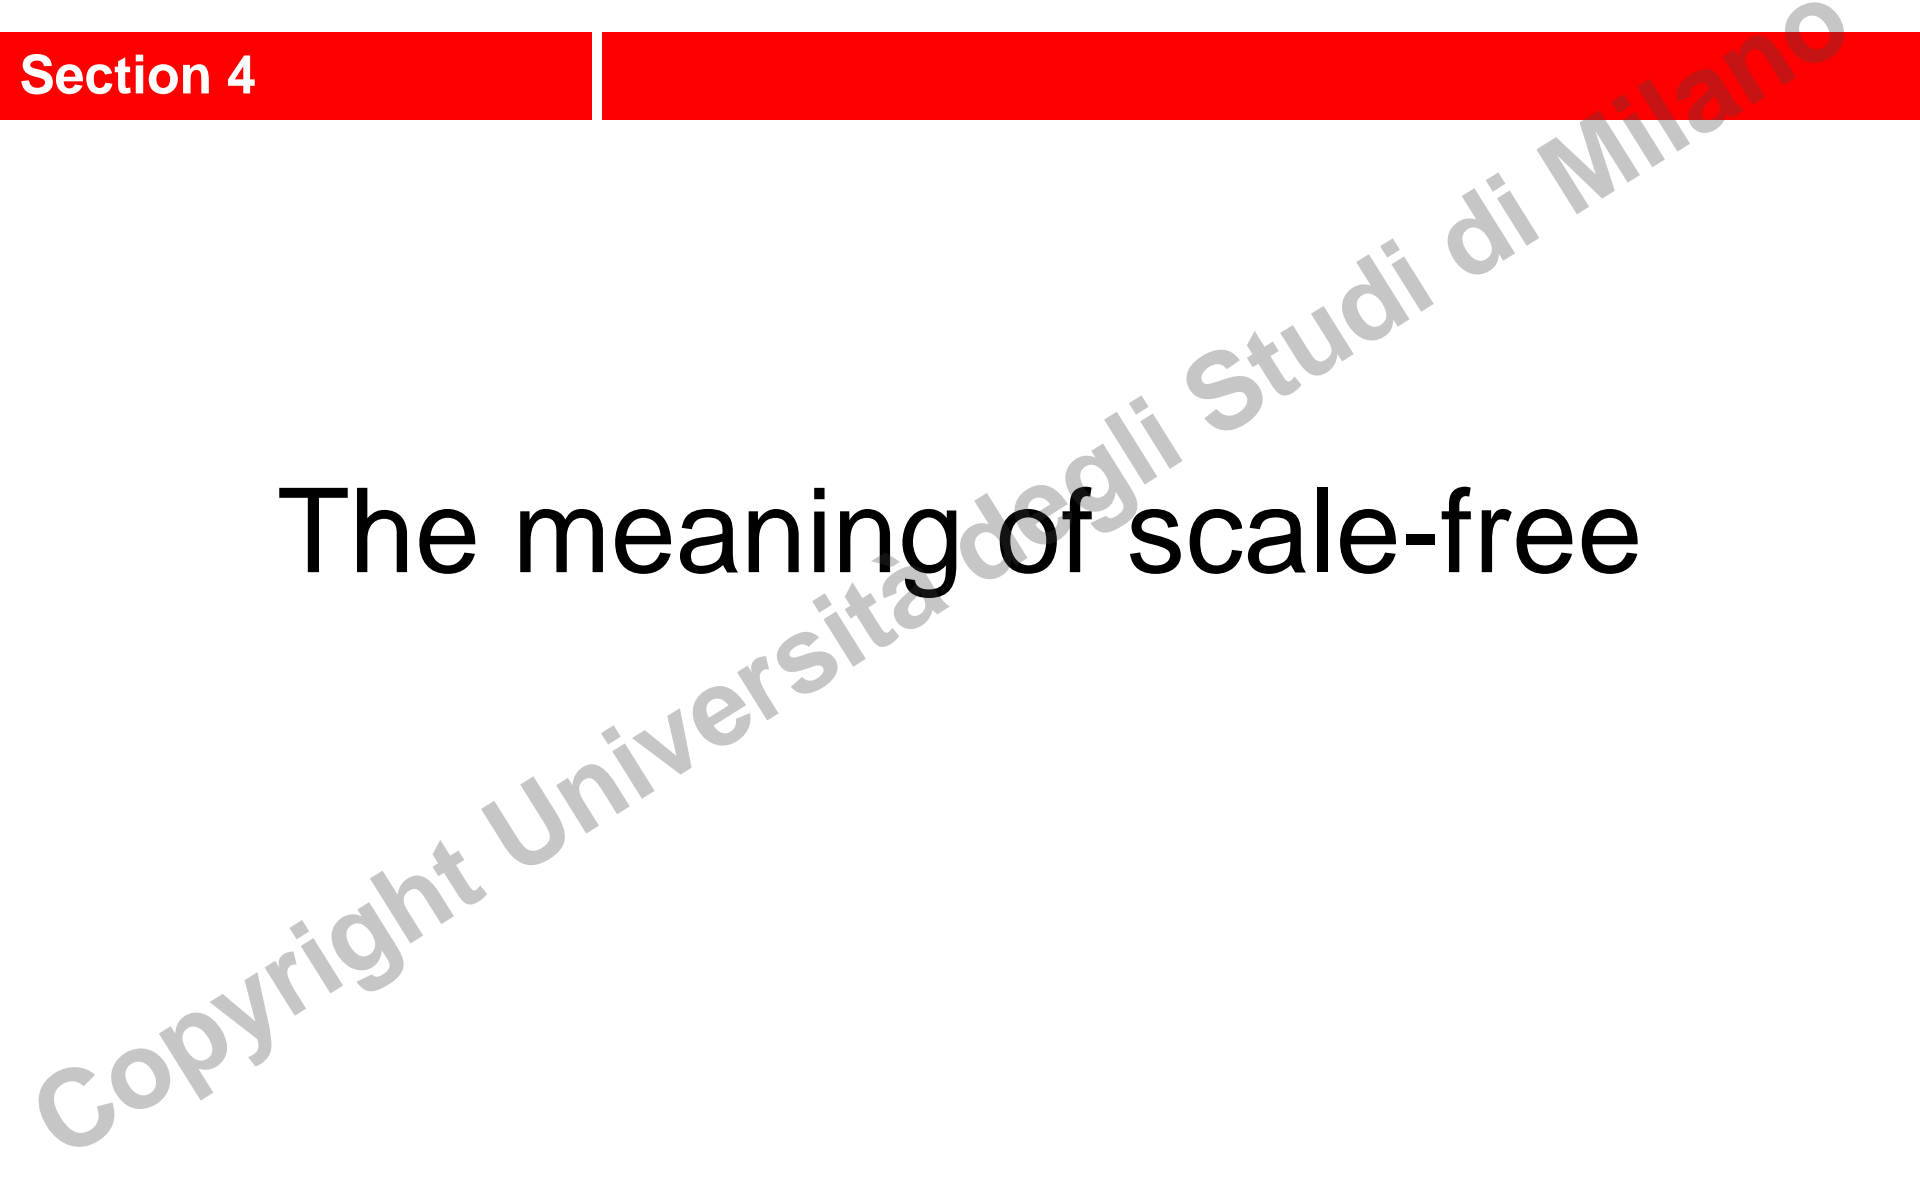 Section 4
The meaning of scale-free
Copyright Università degli Studi di Milano